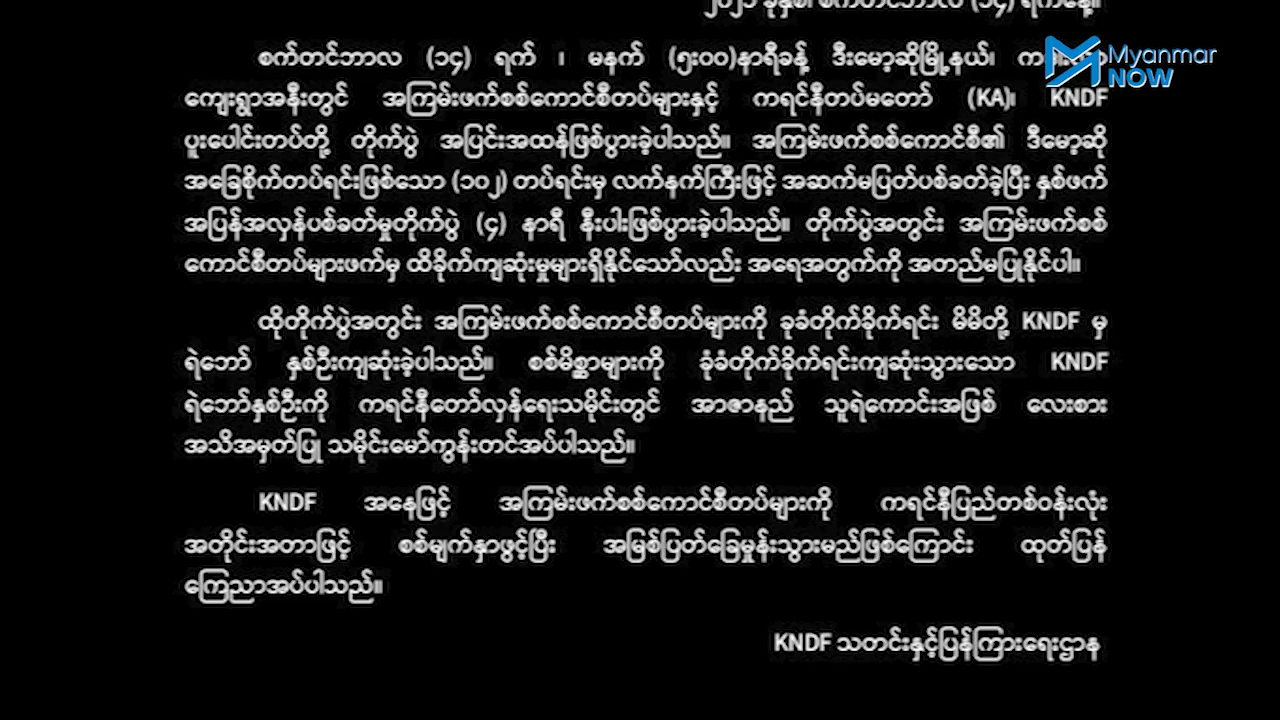 ၂၀၂၁ ခုနှစ်၊ စက်တင်ဘာလ (၁၄) ရက်နေ့။
စက်တင်ဘာလ (၁၄) ရက် ၊ မနက် (၅း၀၀)နာရီခန့် ဒီးမော့ဆိုမြို့နယ်၊
Myanmar
NOW
ကျေးရွာအနီးတွင် အကြမ်းဖက်စစ်ကောင်စီတပ်များနှင့် ကရင်နီတပ်မတော် (KA)၊ KNDF
ပူးပေါင်းတပ်တို့ တိုက်ပွဲ အပြင်းအထန်ဖြစ်ပွားခဲ့ပါသည်။ အကြမ်းဖက်စစ်ကောင်စီ၏ ဒီမော့ဆို
အခြေစိုက်တပ်ရင်းဖြစ်သော (၁၀၂) တပ်ရင်းမှ လက်နက်ကြီးဖြင့် အဆက်မပြတ်ပစ်ခတ်ခဲ့ပြီး နှစ်ဖက်
အပြန်အလှန်ပစ်ခတ်မှုတိုက်ပွဲ (၄) နာရီ နီးပါးဖြစ်ပွားခဲ့ပါသည်။ တိုက်ပွဲအတွင်း အကြမ်းဖက်စစ်
ကောင်စီတပ်များဖက်မှ ထိခိုက်ကျဆုံးမှုများရှိနိုင်သော်လည်း အရေအတွက်ကို အတည်မပြုနိုင်ပါ။
ထိုတိုက်ပွဲအတွင်း အကြမ်းဖက်စစ်ကောင်စီတပ်များကို ခုခံတိုက်ခိုက်ရင်း မိမိတို့ KNDF မှ
ရဲဘော် နှစ်ဦးကျဆုံးခဲ့ပါသည်။ စစ်မိစ္ဆာများကို ခုံခံတိုက်ခိုက်ရင်းကျဆုံးသွားသော KNDF
ရဲဘော်နှစ်ဦးကို ကရင်နီတော်လှန်ရေးသမိုင်းတွင် အာဇာနည် သူရဲကောင်းအဖြစ် လေးစား
အသိအမှတ်ပြု သမိုင်းမော်ကွန်းတင်အပ်ပါသည်။
KNDF အနေဖြင့် အကြမ်းဖက်စစ်ကောင်စီတပ်များကို ကရင်နီပြည်တစ်ဝန်းလုံး
အတိုင်းအတာဖြင့် စစ်မျက်နှာဖွင့်ပြီး အမြစ်ပြတ်ချေမှုန်းသွားမည်ဖြစ်ကြောင်း ထုတ်ပြန်
ကြေညာအပ်ပါသည်။
KNDF သတင်းနှင့်ပြန်ကြားရေးဌာန